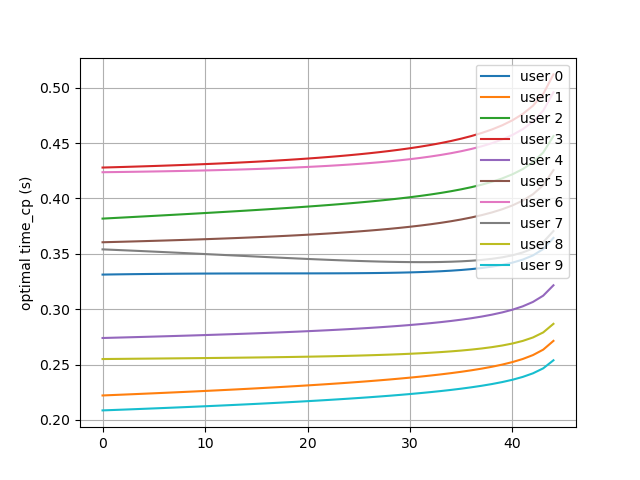 optimal time_cp (s)
0.50
0.45
0.40
0.35
0.30
0.25
0.20
0
10
20
30
40
user 0
user 1
user 2
user 3
user 4
user 5
user 6
user 7
user 8
user 9